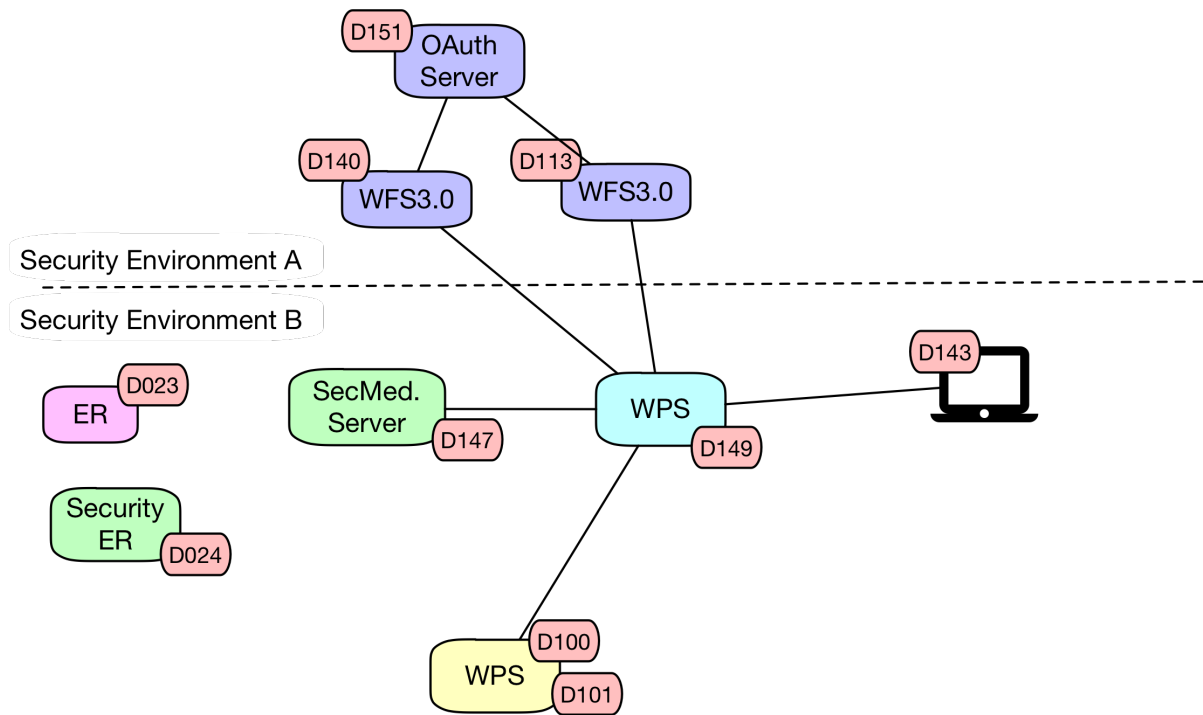 D151
OAuth
Server
D140
WFS3.0
D113
WFS3.0
Security Environment A
Security Environment B
D023
ER
SecMed.
Server
D147
WPS
D149
D143
Security
ER
D024
D100
WPS
D101